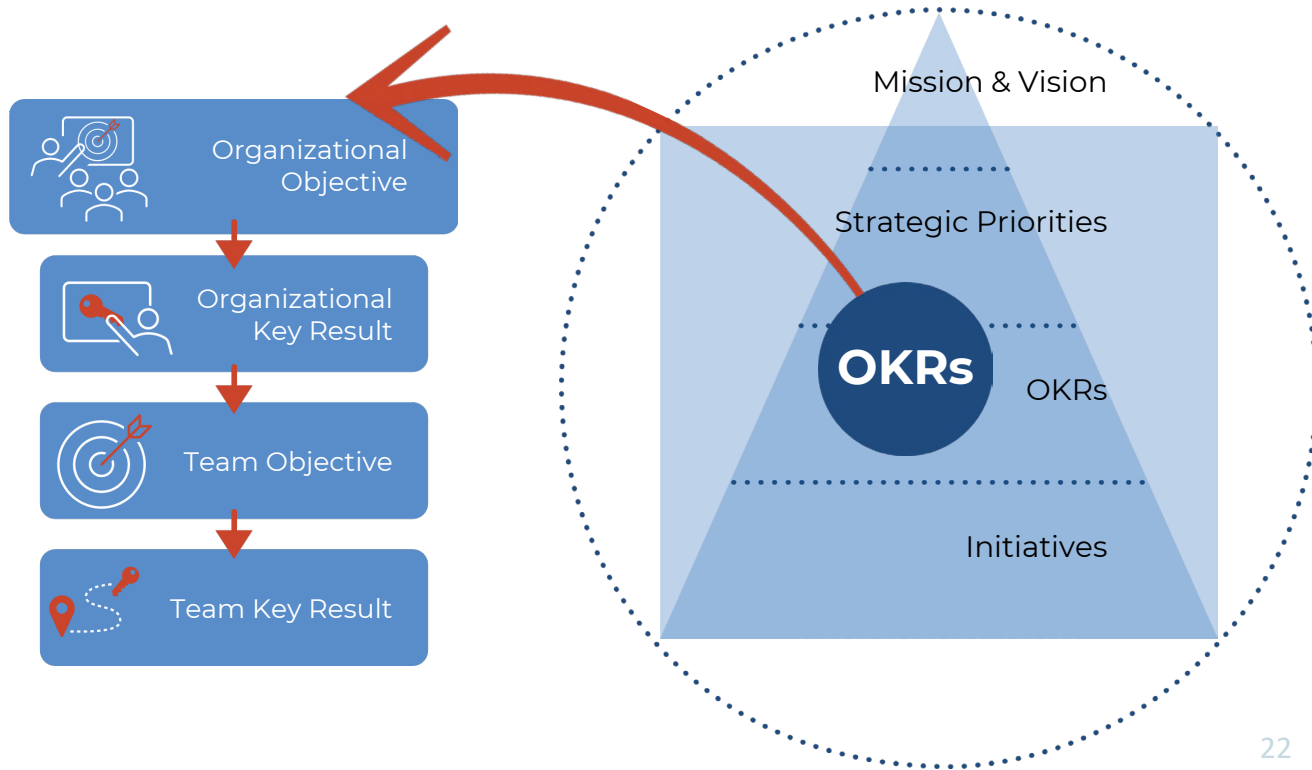 Organizational
Objective
Organizational
Key Result
Team Objective
Team Key Result
Mission & Vision
Strategic Priorities
OKRs
OKRs
Initiatives
22